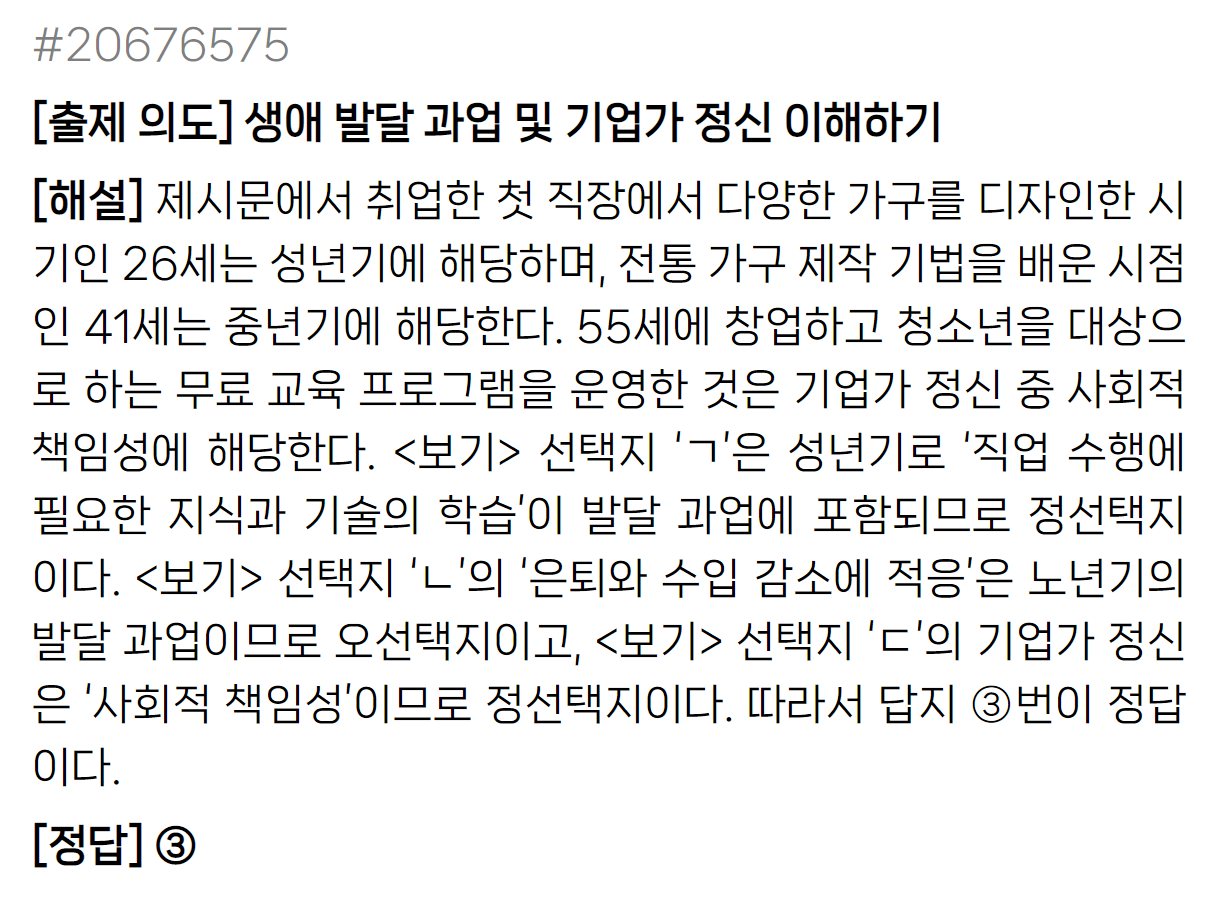 #20676575
[출제 의도] 생애 발달 과업 및 기업가 정신 이해하기
[해설] 제시문에서 취업한 첫 직장에서 다양한 가구를 디자인한 시
기인 26세는 성년기에 해당하며, 전통 가구 제작 기법을 배운 시점
인 41세는 중년기에 해당한다. 55세에 창업하고 청소년을 대상으
로 하는 무료 교육 프로그램을 운영한 것은 기업가 정신 중 사회적
책임성에 해당한다. <보기> 선택지 ‘ㄱ’은 성년기로 ‘직업 수행에
필요한 지식과 기술의 학습’이 발달 과업에 포함되므로 정선택지
이다. <보기> 선택지 ‘ㄴ’의 ‘은퇴와 수입 감소에 적응’은 노년기의
발달 과업이므로 오선택지이고, <보기> 선택지 ‘ㄷ’의 기업가 정신
은 ‘사회적 책임성’이므로 정선택지이다. 따라서 답지 ③번이 정답
이다.
[정답] ③